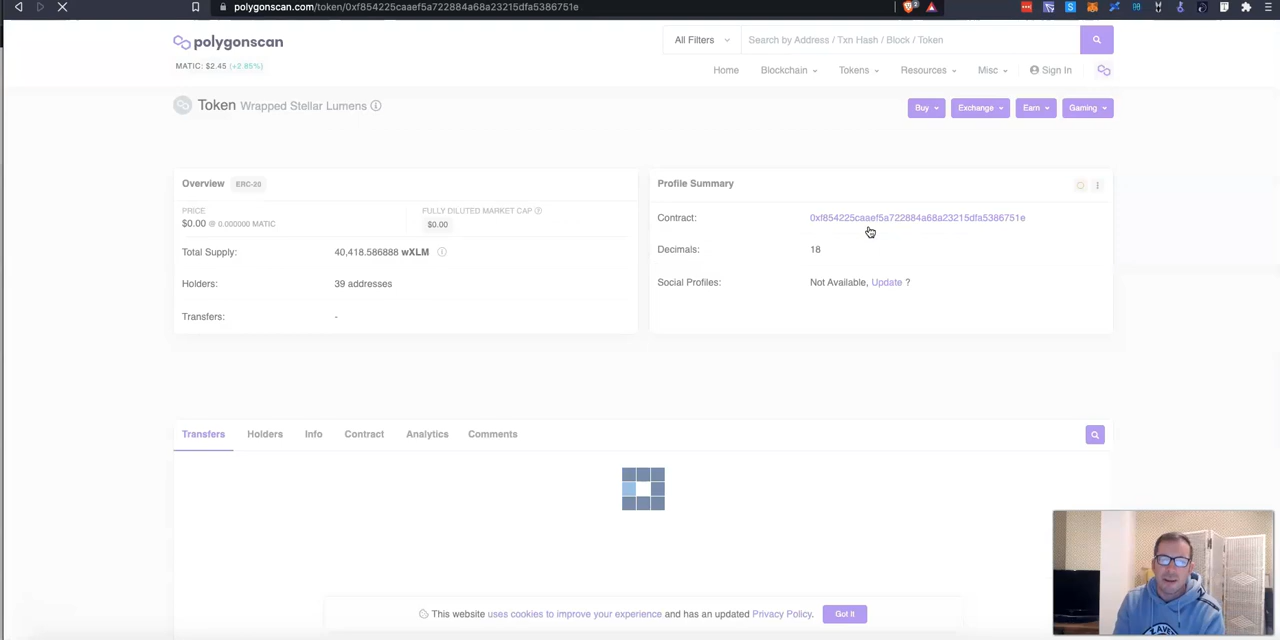 polygonscan.com/token/0xf854225caaef5a722884a68a23215dfa5386751e
polygonscan
All Filters
Search by Address / Txn Hash / Block / Token
MATIC: $2.45 (+2.85%)
Home Blockchain Tokens Resources Misc Sign In
Token Wrapped Stellar Lumens
Buy Exchange Earn Gaming
Overview ERC-20
PRICE
$0.00 @ 0.000000 MATIC
FULLY DILUTED MARKET CAP
$0.00
Total Supply: 40,418.586888 wXLM
Holders: 39 addresses
Transfers: -
Profile Summary
Contract: 0xf854225caaef5a722884a68a23215dfa5386751e
Decimals: 18
Social Profiles: Not Available, Update ?
Transfers Holders Info Contract Analytics Comments
This website uses cookies to improve your experience and has an updated Privacy Policy. Got It